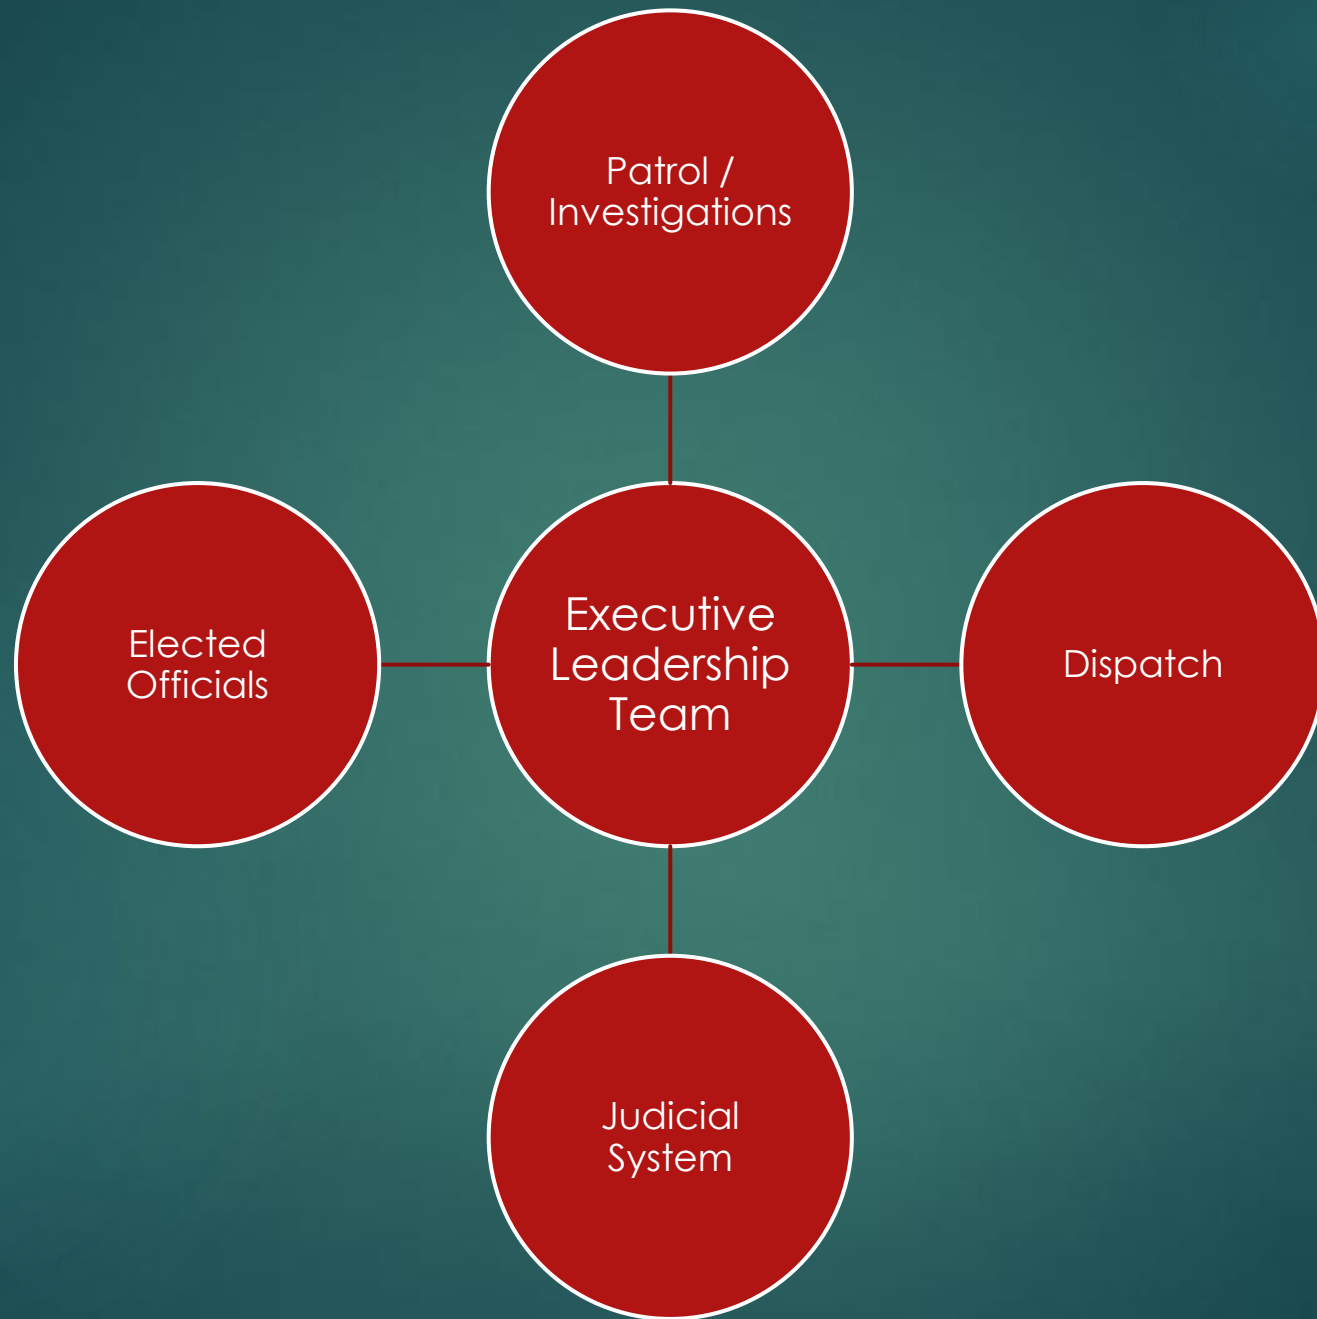 Patrol /
Investigations
Elected
Officials
Executive
Leadership
Team
Dispatch
Judicial
System